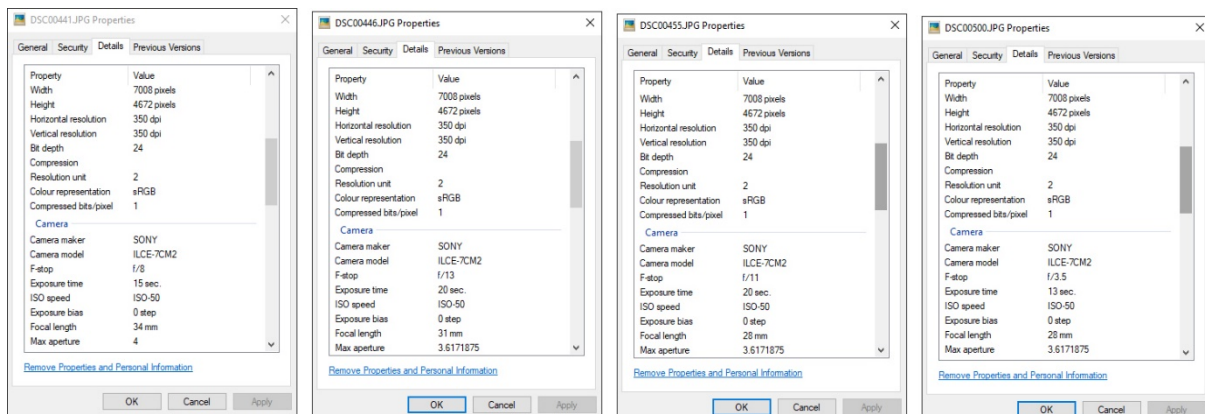 DSC00441.JPG Properties
General Security Details Previous Versions
Property Value
Width 7008 pixels
Height 4672 pixels
Horizontal resolution 350 dpi
Vertical resolution 350 dpi
Bit depth 24
Compression
Resolution unit 2
Colour representation sRGB
Compressed bits/pixel 1
Camera
Camera maker SONY
Camera model ILCE-7CM2
F-stop f/8
Exposure time 15 sec.
ISO speed ISO-50
Exposure bias 0 step
Focal length 34 mm
Max aperture 4
Remove Properties and Personal Information
OK Cancel Apply
DSC00446.JPG Properties
General Security Details Previous Versions
Property Value
Width 7008 pixels
Height 4672 pixels
Horizontal resolution 350 dpi
Vertical resolution 350 dpi
Bit depth 24
Compression
Resolution unit 2
Colour representation sRGB
Compressed bits/pixel 1
Camera
Camera maker SONY
Camera model ILCE-7CM2
F-stop f/13
Exposure time 20 sec.
ISO speed ISO-50
Exposure bias 0 step
Focal length 31 mm
Max aperture 3.6171875
Remove Properties and Personal Information
OK Cancel Apply
DSC00455.JPG Properties
General Security Details Previous Versions
Property Value
Width 7008 pixels
Height 4672 pixels
Horizontal resolution 350 dpi
Vertical resolution 350 dpi
Bit depth 24
Compression
Resolution unit 2
Colour representation sRGB
Compressed bits/pixel 1
Camera
Camera maker SONY
Camera model ILCE-7CM2
F-stop f/11
Exposure time 20 sec.
ISO speed ISO-50
Exposure bias 0 step
Focal length 28 mm
Max aperture 3.6171875
Remove Properties and Personal Information
OK Cancel Apply
DSC00500.JPG Properties
General Security Details Previous Versions
Property Value
Width 7008 pixels
Height 4672 pixels
Horizontal resolution 350 dpi
Vertical resolution 350 dpi
Bit depth 24
Compression
Resolution unit 2
Colour representation sRGB
Compressed bits/pixel 1
Camera
Camera maker SONY
Camera model ILCE-7CM2
F-stop f/3.5
Exposure time 13 sec.
ISO speed ISO-50
Exposure bias 0 step
Focal length 28 mm
Max aperture 3.6171875
Remove Properties and Personal Information
OK Cancel Apply